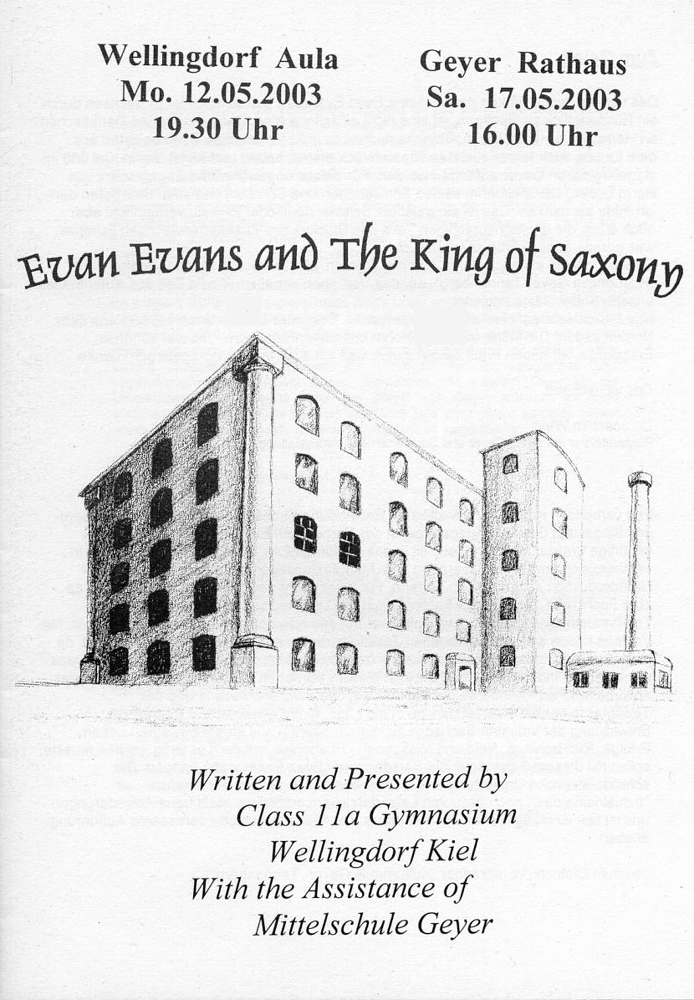 Wellingdorf Aula
Mo. 12.05.2003
19.30 Uhr
Geyer Rathaus
Sa. 17.05.2003
16.00 Uhr
Evan Evans and The King of Saxony
Written and Presented by
Class 11a Gymnasium
Wellingdorf Kiel
With the Assistance of
Mittelschule Geyer